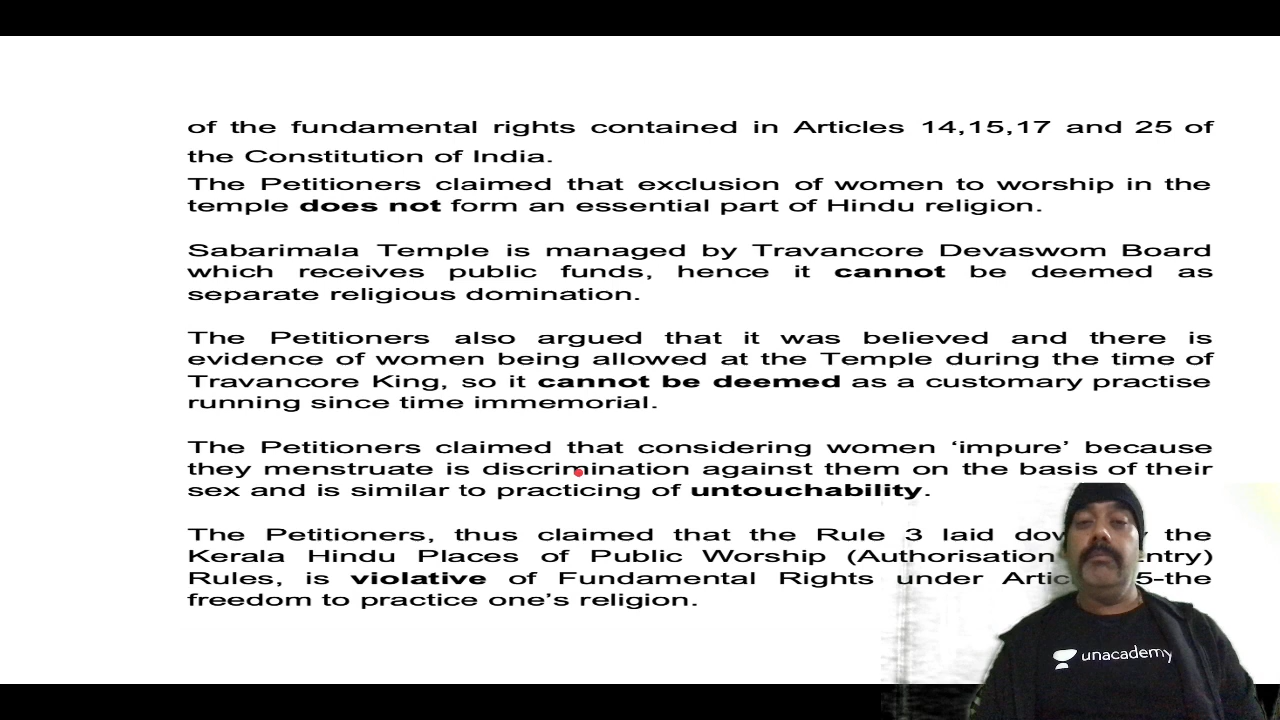 of the fundamental rights contained in Articles 14,15,17 and 25 of
the Constitution of India.
The Petitioners claimed that exclusion of women to worship in the
temple does not form an essential part of Hindu religion.
Sabarimala Temple is managed by Travancore Devaswom Board
which receives public funds, hence it cannot be deemed as
separate religious domination.
The Petitioners also argued that it was believed and there is
evidence of women being allowed at the Temple during the time of
Travancore King, so it cannot be deemed as a customary practise
running since time immemorial.
The Petitioners claimed that considering women ‘impure’ because
they menstruate is discrimination against them on the basis of their
sex and is similar to practicing of untouchability.
The Petitioners, thus claimed that the Rule 3 laid the
Kerala Hindu Places of Public Worship (Authorisation
Rules, is violative of Fundamental Rights under
freedom to practice one’s religion.
unacademy